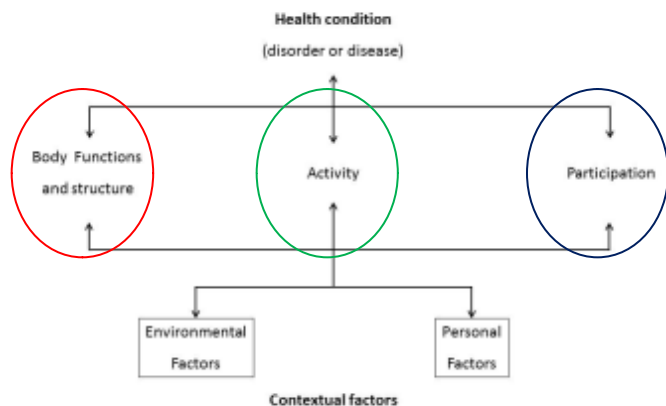 Health condition
(disorder or disease)
Body Functions
and structure
Activity
Participation
Environmental
Factors
Personal
Factors
Contextual factors